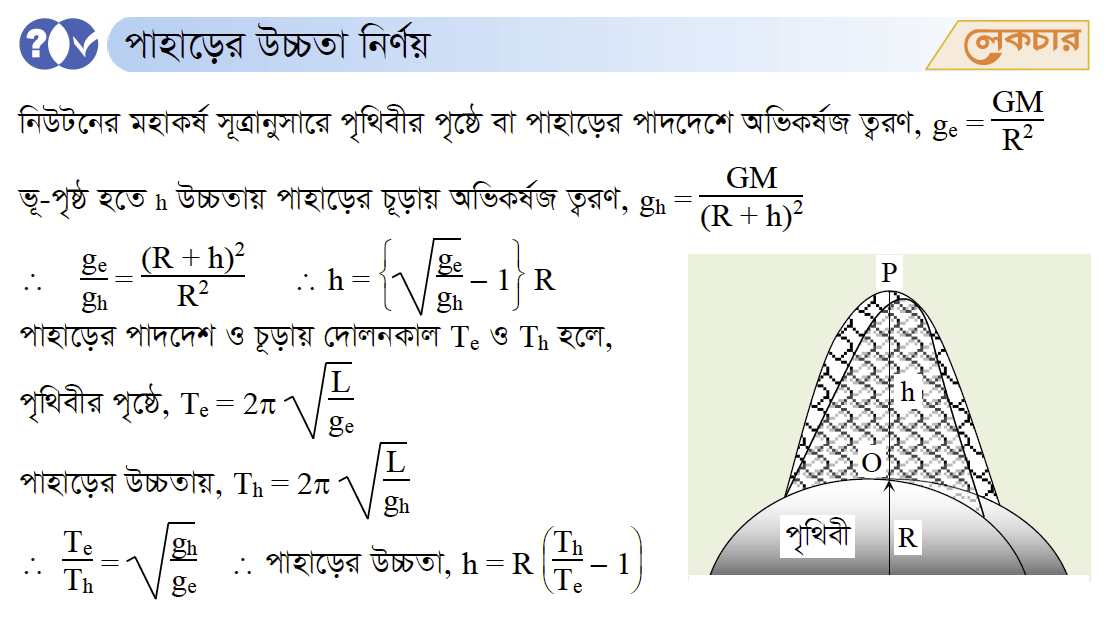 পাহাড়ের উচ্চতা নির্ণয়
লেকচার
নিউটনের মহাকর্ষ সূত্রানুসারে পৃথিবীর পৃষ্ঠে বা পাহাড়ের পাদদেশে অভিকর্ষজ ত্বরণ, gₑ = GM/R²
ভূ-পৃষ্ঠ হতে h উচ্চতায় পাহাড়ের চূড়ায় অভিকর্ষজ ত্বরণ, gₕ = GM/(R + h)²
∴ gₑ/gₕ = (R + h)²/R² ∴ h = {√(gₑ/gₕ) – 1} R
পাহাড়ের পাদদেশ ও চূড়ায় দোলনকাল Tₑ ও Tₕ হলে,
পৃথিবীর পৃষ্ঠে, Tₑ = 2π √(L/gₑ)
পাহাড়ের উচ্চতায়, Tₕ = 2π √(L/gₕ)
∴ Tₑ/Tₕ = √(gₕ/gₑ) ∴ পাহাড়ের উচ্চতা, h = R (Tₕ/Tₑ – 1)
P
h
O
পৃথিবী
R